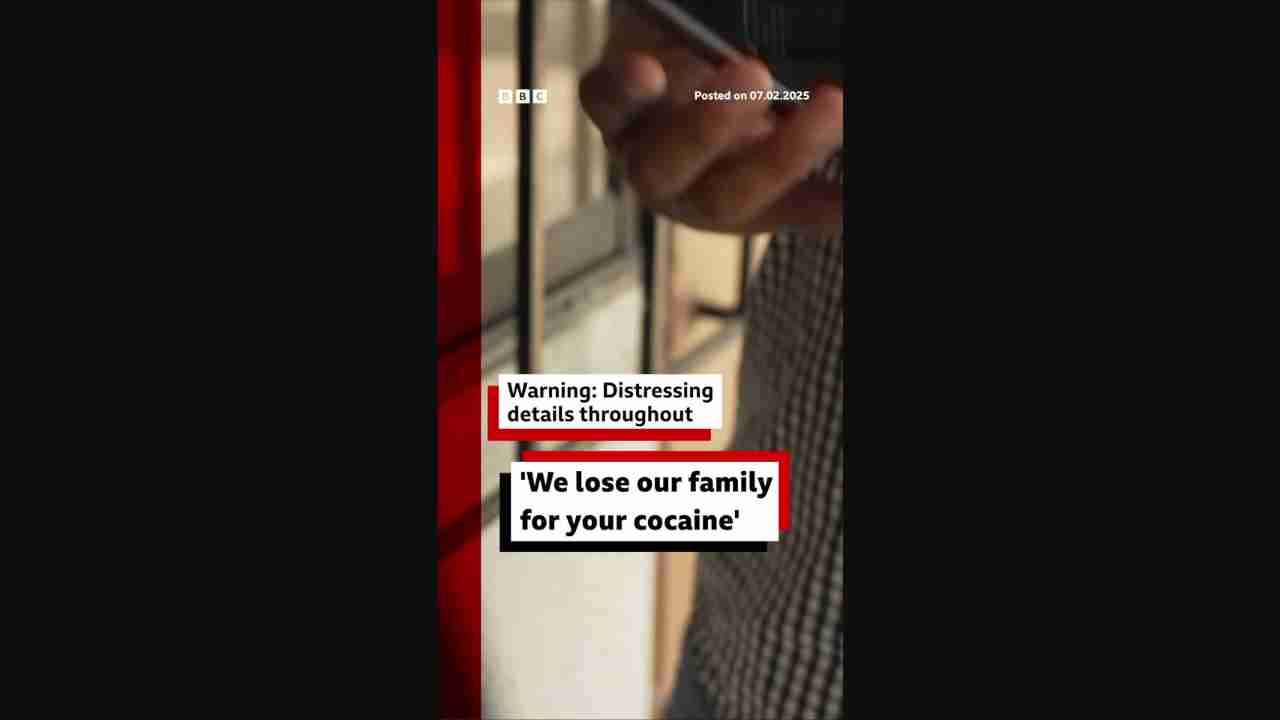 BBC
Posted on 07.02.2025
Warning: Distressing
details throughout
'We lose our family
for your cocaine'